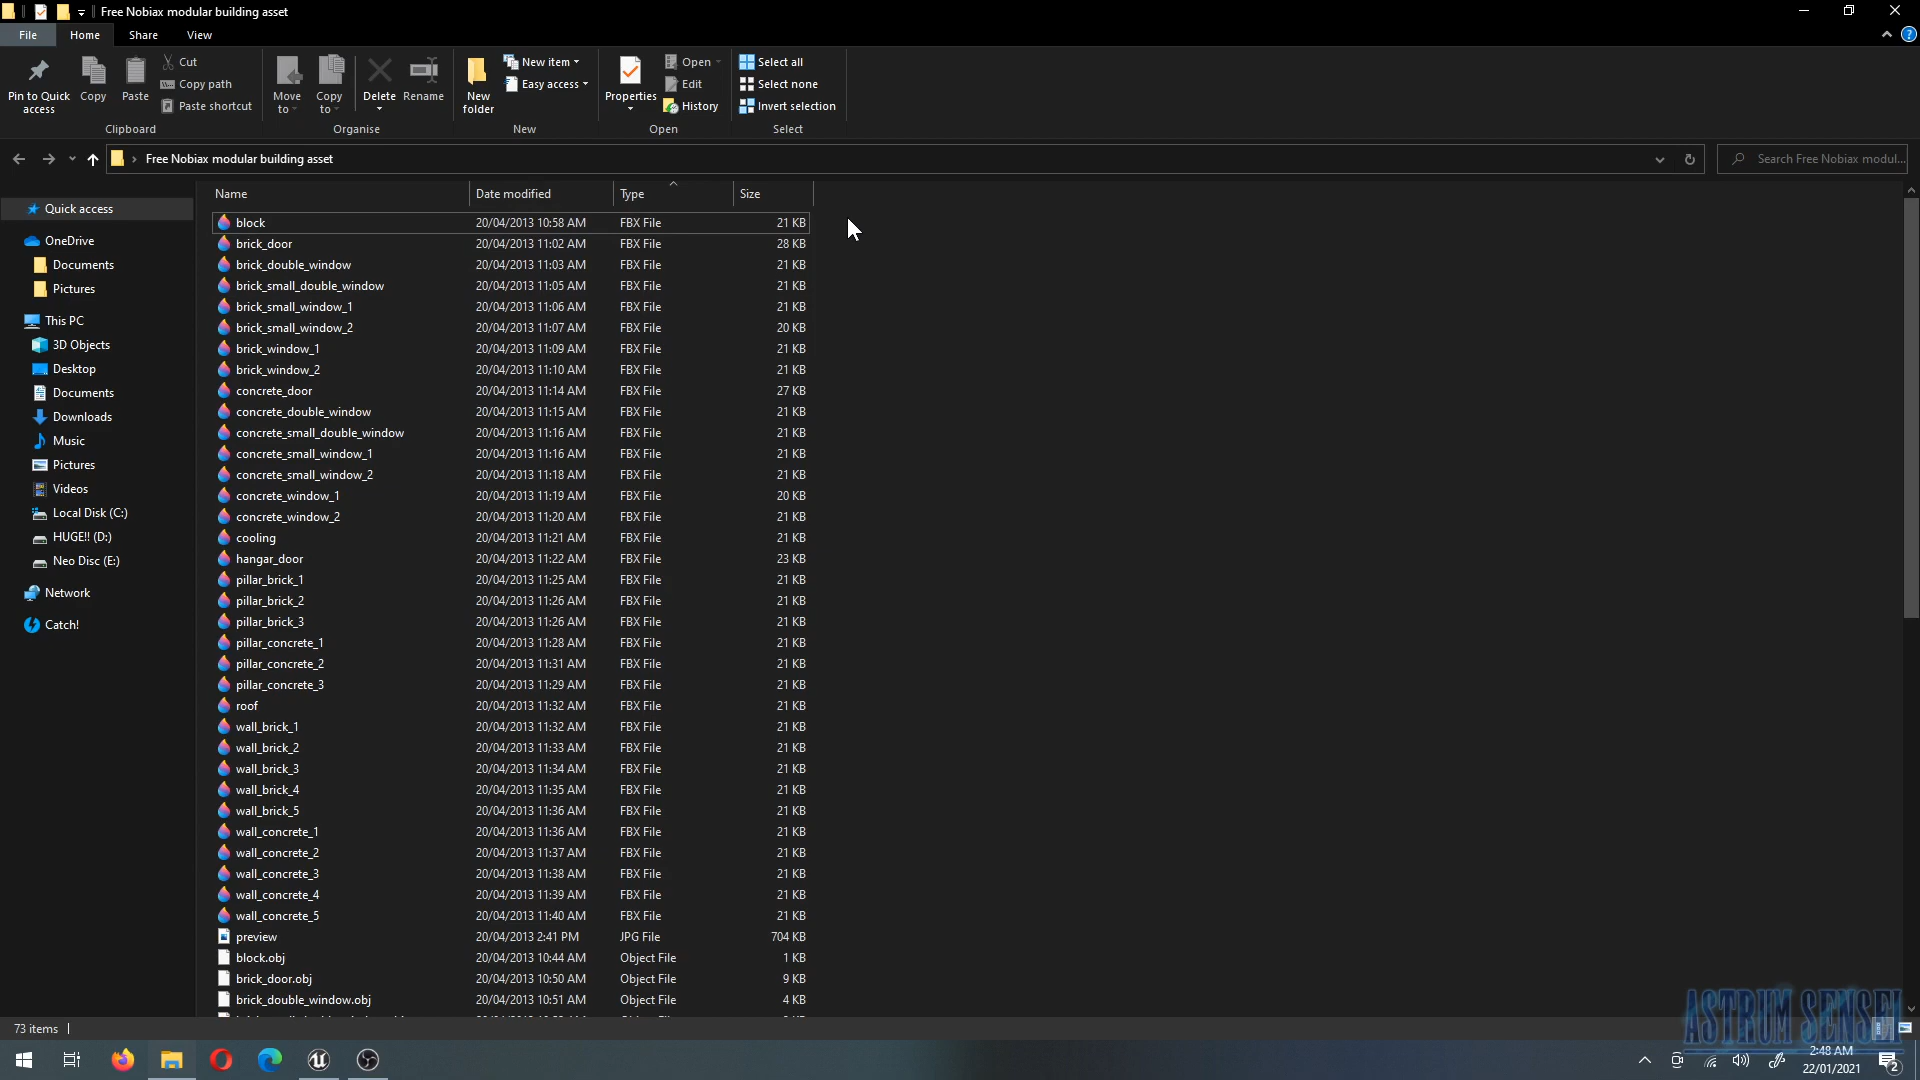 Free Nobiax modular building asset
File Home Share View
Pin to Quick access
Copy
Paste
Cut
Copy path
Paste shortcut
Clipboard
Move to
Copy to
Delete
Rename
Organise
New folder
New item
Easy access
New
Properties
Open
Edit
History
Open
Select all
Select none
Invert selection
Select
Free Nobiax modular building asset
Search Free Nobiax modul...
Name Date modified Type Size
Quick access
OneDrive
Documents
Pictures
This PC
3D Objects
Desktop
Documents
Downloads
Music
Pictures
Videos
Local Disk (C:)
HUGE!! (D:)
Neo Disc (E:)
Network
Catch!
block 20/04/2013 10:58 AM FBX File 21 KB
brick_door 20/04/2013 11:02 AM FBX File 28 KB
brick_double_window 20/04/2013 11:03 AM FBX File 21 KB
brick_small_double_window 20/04/2013 11:05 AM FBX File 21 KB
brick_small_window_1 20/04/2013 11:06 AM FBX File 21 KB
brick_small_window_2 20/04/2013 11:07 AM FBX File 20 KB
brick_window_1 20/04/2013 11:09 AM FBX File 21 KB
brick_window_2 20/04/2013 11:10 AM FBX File 21 KB
concrete_door 20/04/2013 11:14 AM FBX File 27 KB
concrete_double_window 20/04/2013 11:15 AM FBX File 21 KB
concrete_small_double_window 20/04/2013 11:16 AM FBX File 21 KB
concrete_small_window_1 20/04/2013 11:16 AM FBX File 21 KB
concrete_small_window_2 20/04/2013 11:18 AM FBX File 21 KB
concrete_window_1 20/04/2013 11:19 AM FBX File 20 KB
concrete_window_2 20/04/2013 11:20 AM FBX File 21 KB
cooling 20/04/2013 11:21 AM FBX File 21 KB
hangar_door 20/04/2013 11:22 AM FBX File 23 KB
pillar_brick_1 20/04/2013 11:25 AM FBX File 21 KB
pillar_brick_2 20/04/2013 11:26 AM FBX File 21 KB
pillar_brick_3 20/04/2013 11:26 AM FBX File 21 KB
pillar_concrete_1 20/04/2013 11:28 AM FBX File 21 KB
pillar_concrete_2 20/04/2013 11:31 AM FBX File 21 KB
pillar_concrete_3 20/04/2013 11:29 AM FBX File 21 KB
roof 20/04/2013 11:32 AM FBX File 21 KB
wall_brick_1 20/04/2013 11:32 AM FBX File 21 KB
wall_brick_2 20/04/2013 11:33 AM FBX File 21 KB
wall_brick_3 20/04/2013 11:34 AM FBX File 21 KB
wall_brick_4 20/04/2013 11:35 AM FBX File 21 KB
wall_brick_5 20/04/2013 11:36 AM FBX File 21 KB
wall_concrete_1 20/04/2013 11:36 AM FBX File 21 KB
wall_concrete_2 20/04/2013 11:37 AM FBX File 21 KB
wall_concrete_3 20/04/2013 11:38 AM FBX File 21 KB
wall_concrete_4 20/04/2013 11:39 AM FBX File 21 KB
wall_concrete_5 20/04/2013 11:40 AM FBX File 21 KB
preview 20/04/2013 2:41 PM JPG File 704 KB
block.obj 20/04/2013 10:44 AM Object File 1 KB
brick_door.obj 20/04/2013 10:50 AM Object File 9 KB
brick_double_window.obj 20/04/2013 10:51 AM Object File 4 KB
73 items
ASTRUM SENSEI
2:48 AM
22/01/2021
2